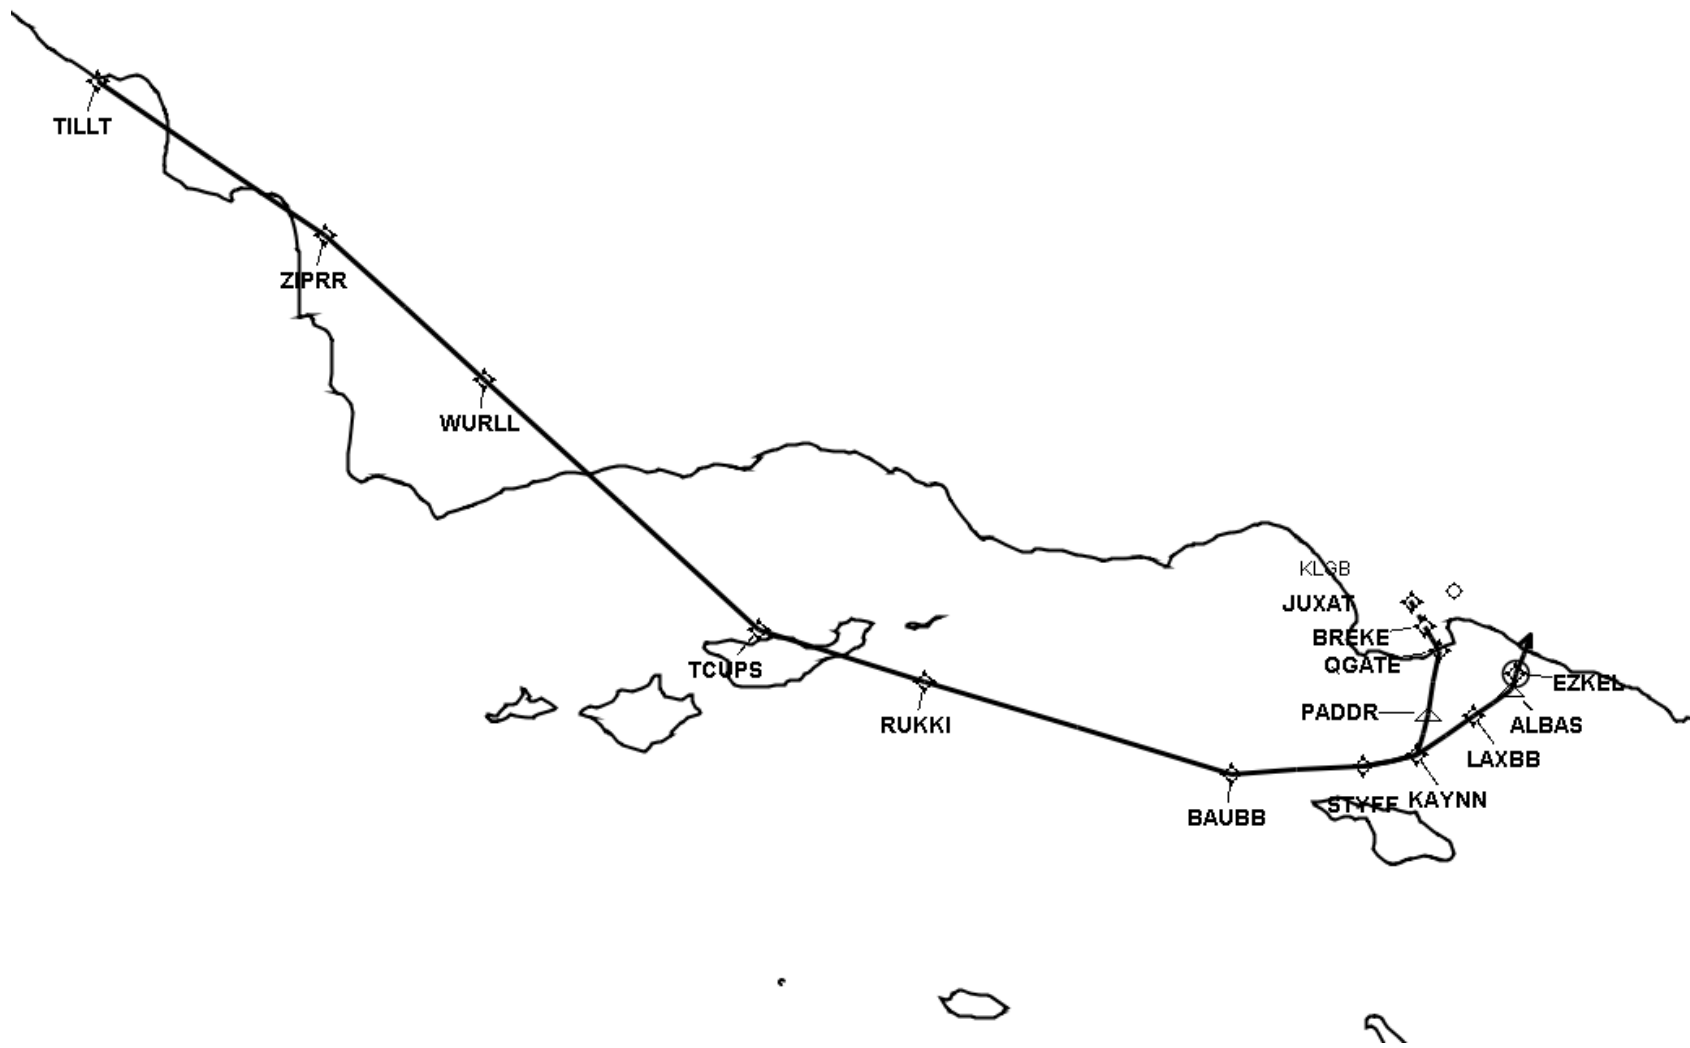 TILLT
ZIPRR
WURLL
KLGB
JUXAT
BREKE
QGATE
TCUPS
EZKEL
PADDR
RUKKI
ALBAS
LAXBB
STYFF
KAYNN
BAUBB